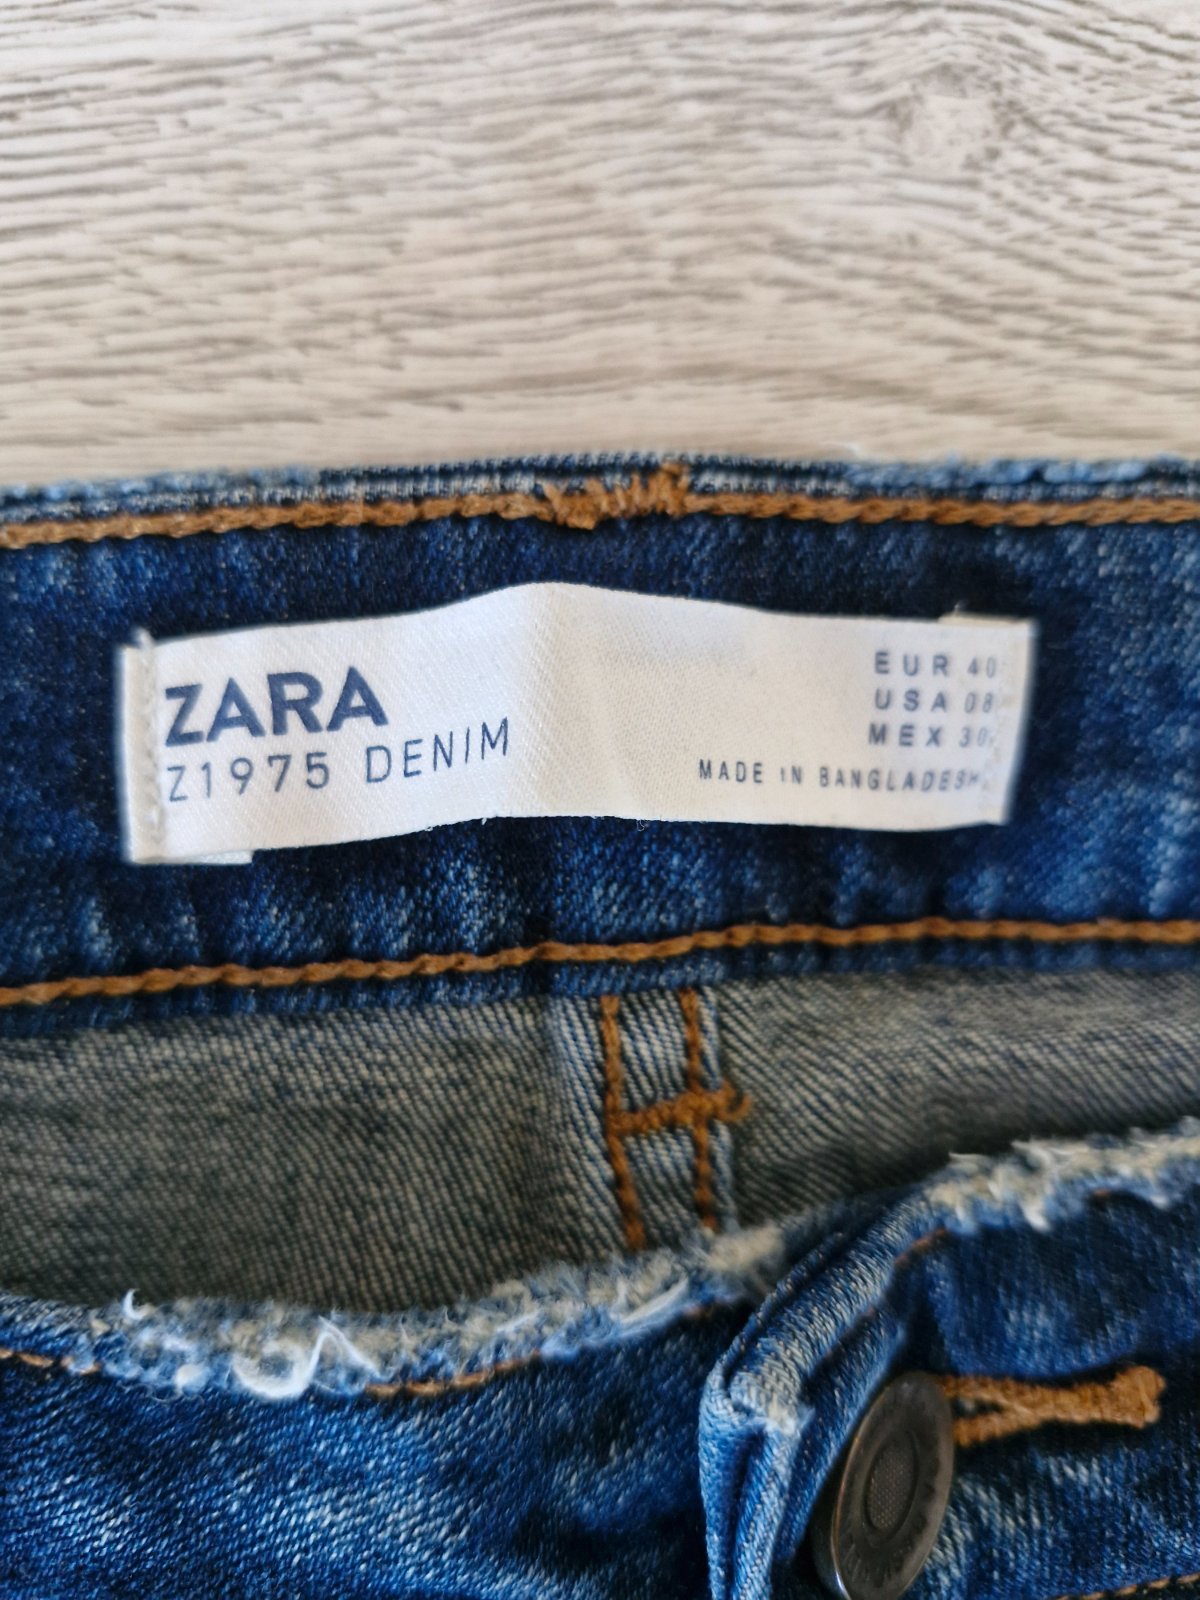 ZARA
Z1975 DENIM
EUR 40
USA 08
MEX 30
MADE IN BANGLADESH